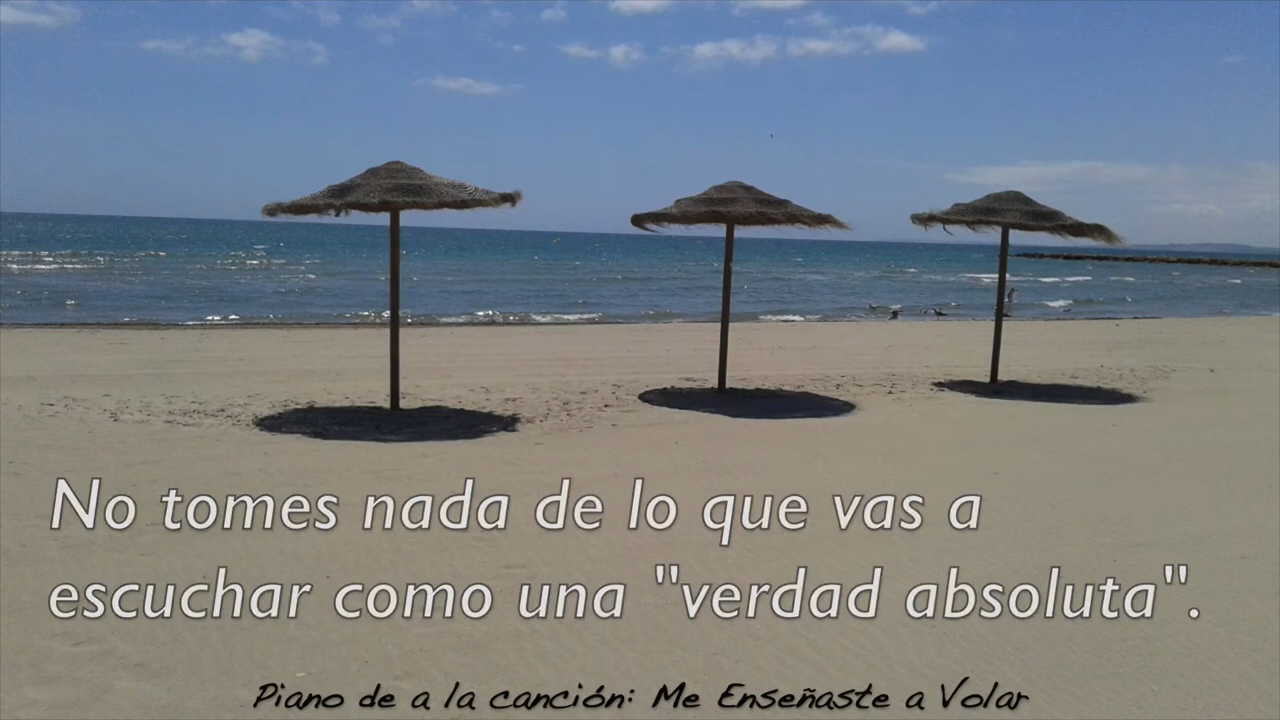 No tomes nada de lo que vas a
escuchar como una "verdad absoluta".
Piano de a la canción: Me Enseñaste a Volar